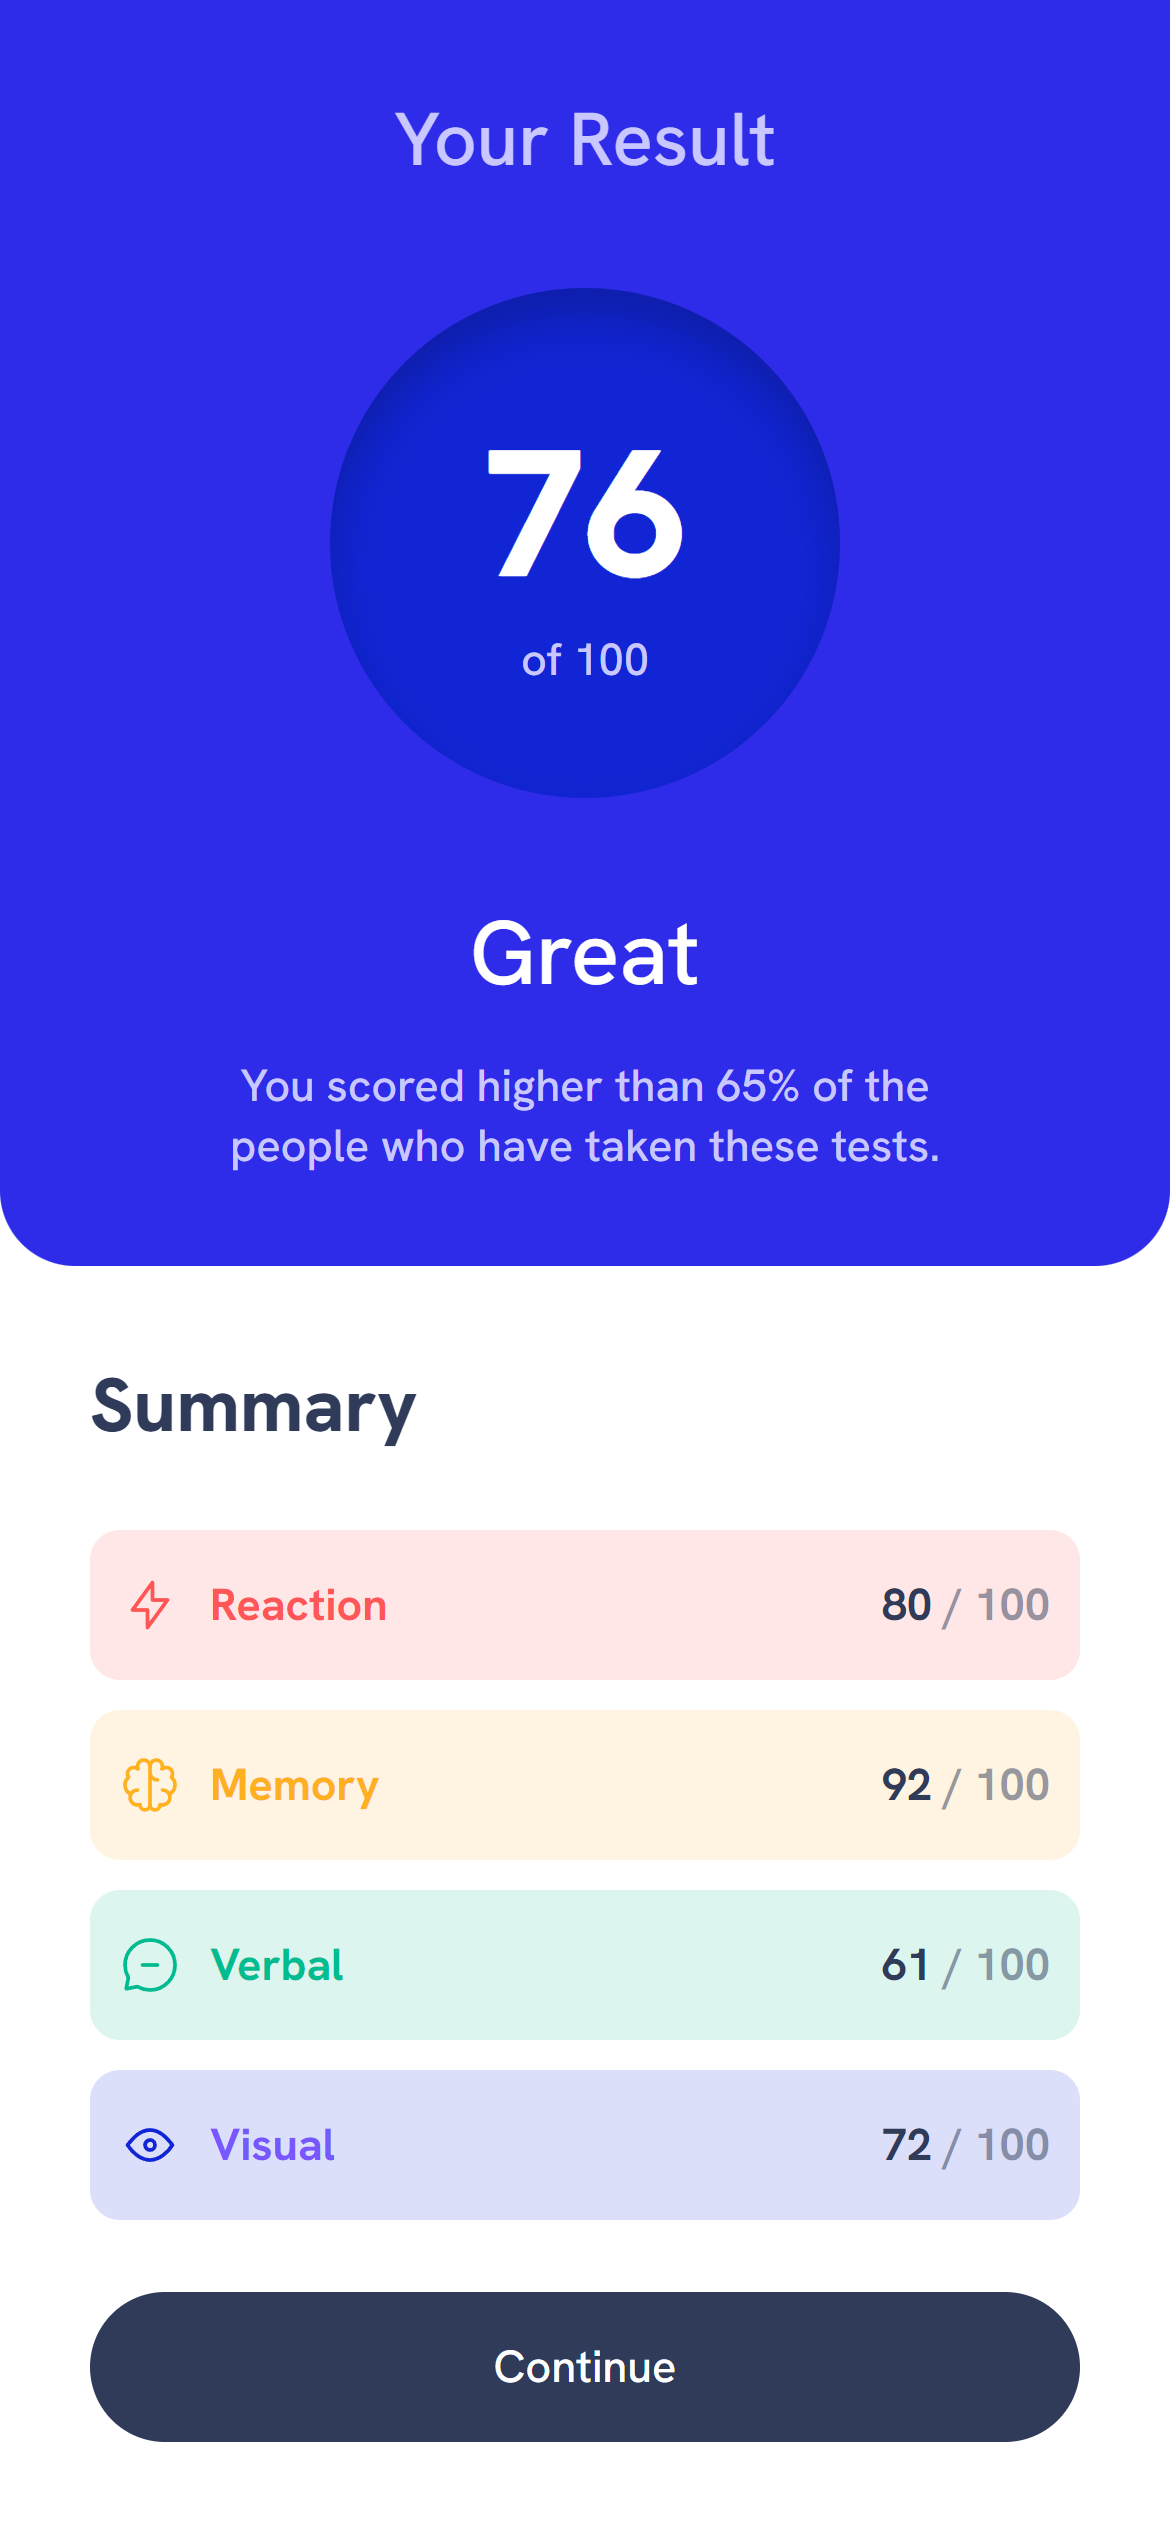 Your Result
76
of 100
Great
You scored higher than 65% of the
people who have taken these tests.
Summary
Reaction 80 / 100
Memory 92 / 100
Verbal 61 / 100
Visual 72 / 100
Continue